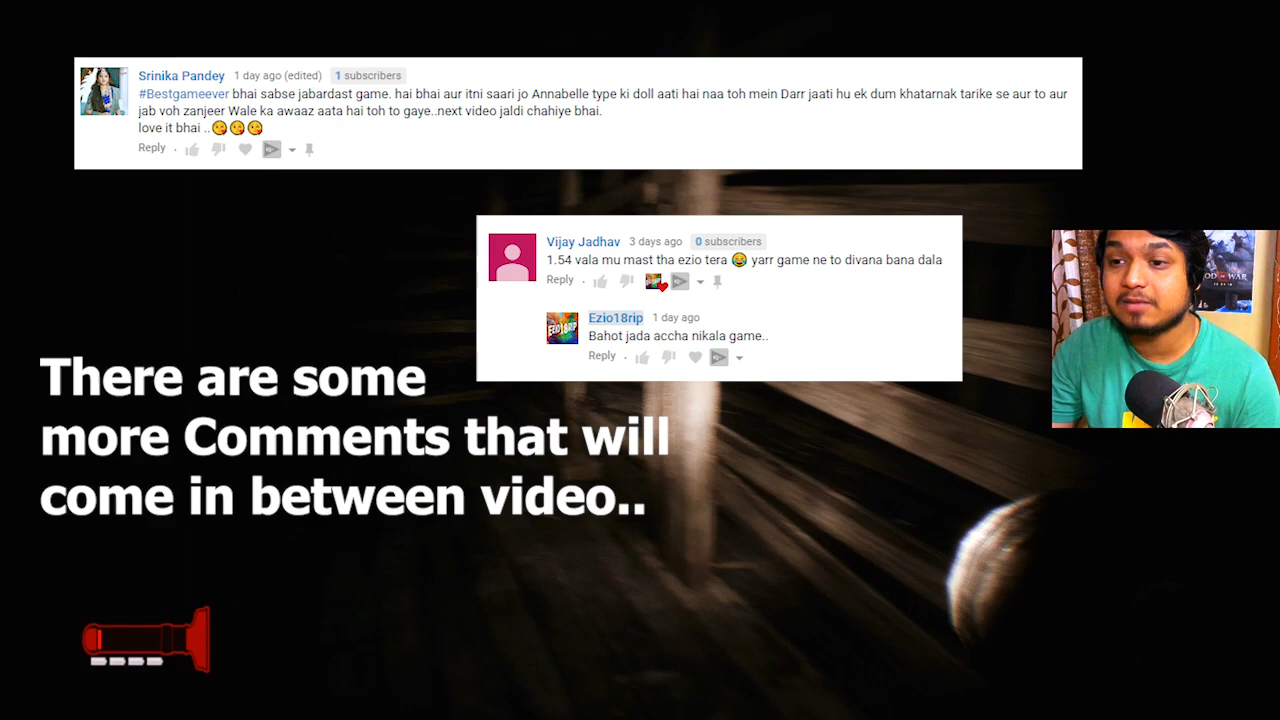 Srinika Pandey 1 day ago (edited) 1 subscribers
#Bestgameever bhai sabse jabardast game. hai bhai aur itni saari jo Annabelle type ki doll aati hai naa toh mein Darr jaati hu ek dum khatarnak tarike se aur to aur
jab voh zanjeer Wale ka awaaz aata hai toh to gaye..next video jaldi chahiye bhai.
love it bhai ..😋😋😋
Reply
Vijay Jadhav 3 days ago 0 subscribers
1.54 vala mu mast tha ezio tera 😂 yarr game ne to divana bana dala
Reply
Ezio18rip 1 day ago
Bahot jada accha nikala game..
Reply
There are some
more Comments that will
come in between video..